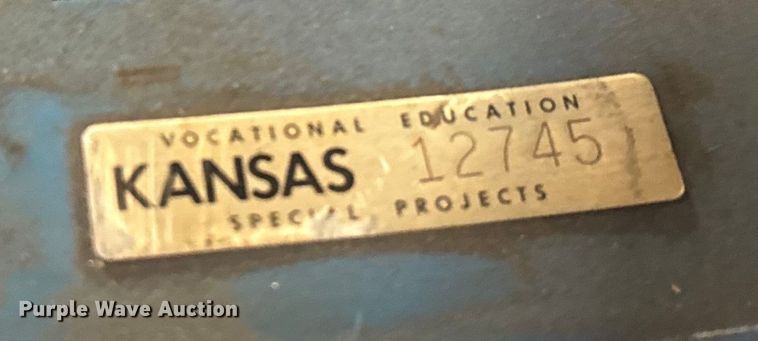 VOCATIONAL EDUCATION
KANSAS 12745
SPECIAL PROJECTS
Purple Wave Auction